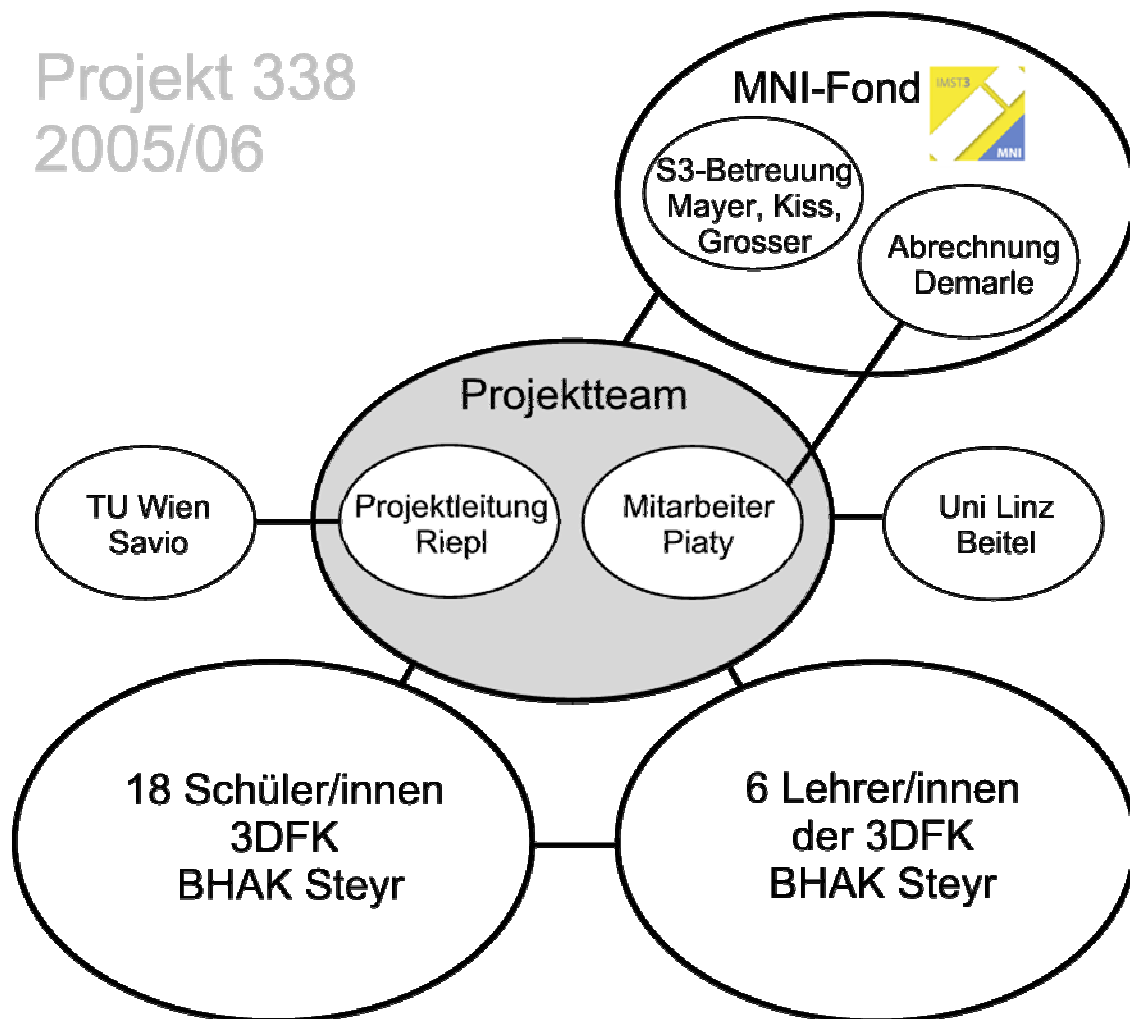 Projekt 338
2005/06
MNI-Fond
IMST3
MNI
S3-Betreuung
Mayer, Kiss,
Grosser
Abrechnung
Demarle
Projektteam
TU Wien
Savio
Projektleitung
Riepl
Mitarbeiter
Piaty
Uni Linz
Beitel
18 Schüler/innen
3DFK
BHAK Steyr
6 Lehrer/innen
der 3DFK
BHAK Steyr